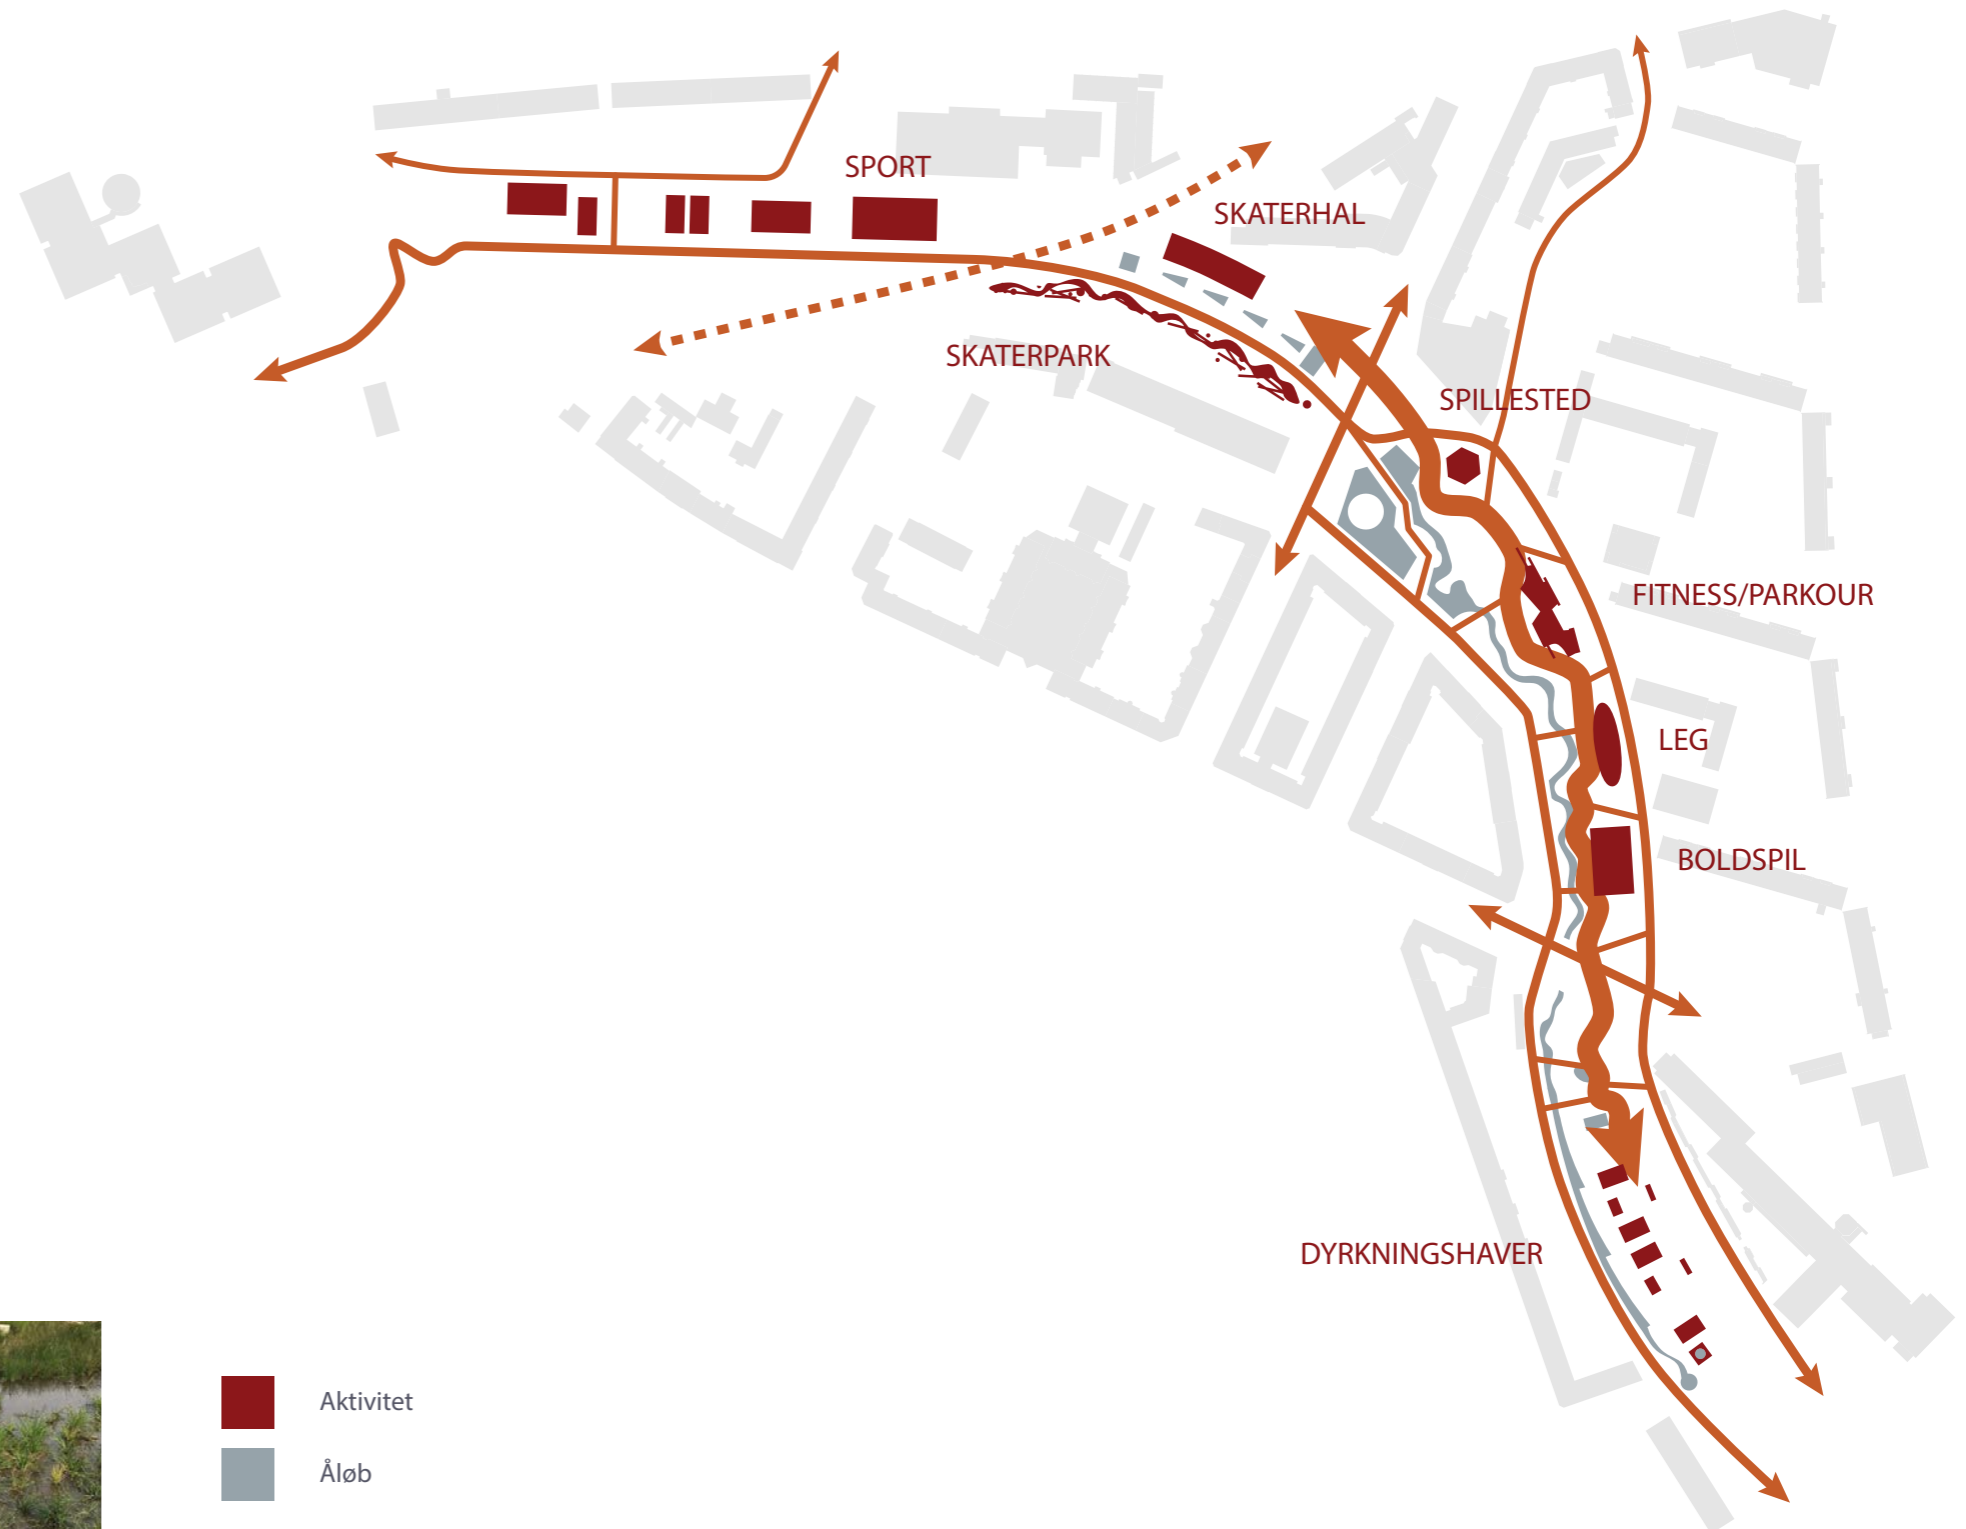 SPORT
SKATERHAL
SKATERPARK
SPILLESTED
FITNESS/PARKOUR
LEG
BOLDSPIL
DYRKNINGSHAVER
Aktivitet
Åløb